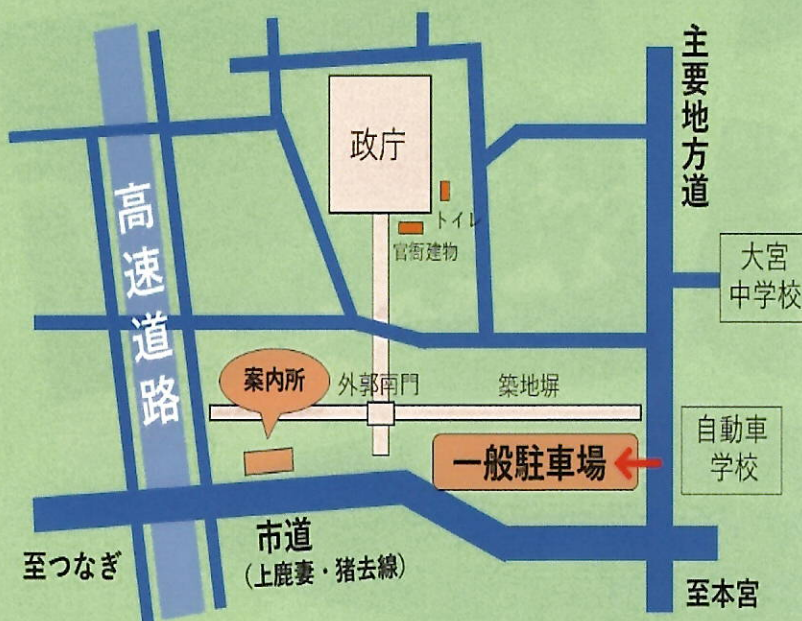 主要地方道
政庁
トイレ
官衙建物
高速道路
大宮
中学校
案内所
外郭南門
築地塀
自動車
学校
一般駐車場
至つなぎ
市道
(上鹿妻・猪去線)
至本宮